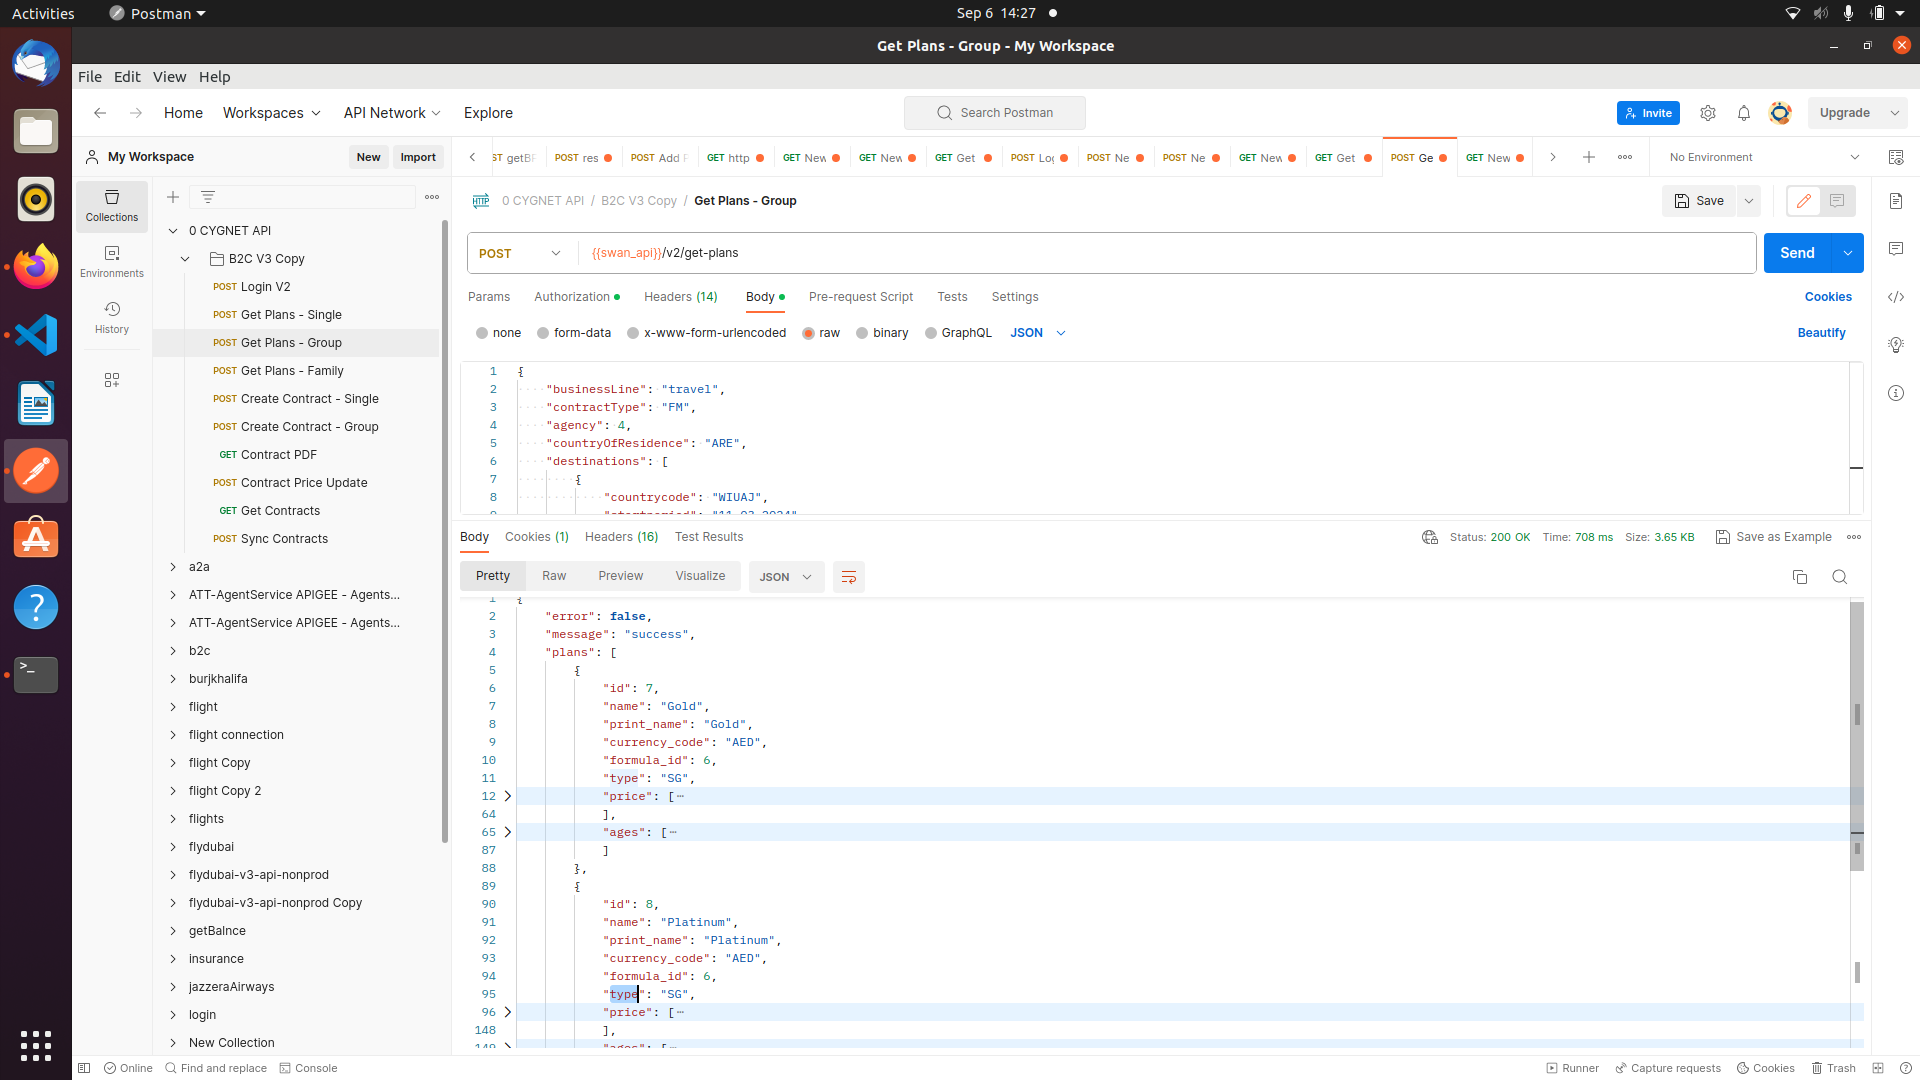 Activities
Postman
Sep 6 14:27
Get Plans - Group - My Workspace
File Edit View Help
Home Workspaces API Network Explore
Search Postman
Invite
Upgrade
My Workspace
New Import
POST res
POST Add
GET http
GET New
GET New
GET Get
POST Log
POST Ne
POST Ne
GET New
GET Get
POST Ge
GET New
No Environment
Collections
Environments
History
0 CYGNET API
B2C V3 Copy
POST Login V2
POST Get Plans - Single
POST Get Plans - Group
POST Get Plans - Family
POST Create Contract - Single
POST Create Contract - Group
GET Contract PDF
POST Contract Price Update
GET Get Contracts
POST Sync Contracts
a2a
ATT-AgentService APIGEE - Agents...
ATT-AgentService APIGEE - Agents...
b2c
burjkhalifa
flight
flight connection
flight Copy
flight Copy 2
flights
flydubai
flydubai-v3-api-nonprod
flydubai-v3-api-nonprod Copy
getBalnce
insurance
jazzeraAirways
login
New Collection
HTTP 0 CYGNET API / B2C V3 Copy / Get Plans - Group
Save
POST {{swan_api}}/v2/get-plans
Send
Params Authorization Headers (14) Body Pre-request Script Tests Settings Cookies
none form-data x-www-form-urlencoded raw binary GraphQL JSON Beautify
1 {
2 "businessLine": "travel",
3 "contractType": "FM",
4 "agency": 4,
5 "countryOfResidence": "ARE",
6 "destinations": [
7 {
8 "countrycode": "WIUAJ",
Body Cookies (1) Headers (16) Test Results
Status: 200 OK Time: 708 ms Size: 3.65 KB Save as Example
Pretty Raw Preview Visualize JSON
1 {
2 "error": false,
3 "message": "success",
4 "plans": [
5 {
6 "id": 7,
7 "name": "Gold",
8 "print_name": "Gold",
9 "currency_code": "AED",
10 "formula_id": 6,
11 "type": "SG",
12 "price": [⋯
64 ],
65 "ages": [⋯
87 ]
88 },
89 {
90 "id": 8,
91 "name": "Platinum",
92 "print_name": "Platinum",
93 "currency_code": "AED",
94 "formula_id": 6,
95 "type": "SG",
96 "price": [⋯
148 ],
149 "ages": [⋯
Online Find and replace Console
Runner Capture requests Cookies Trash